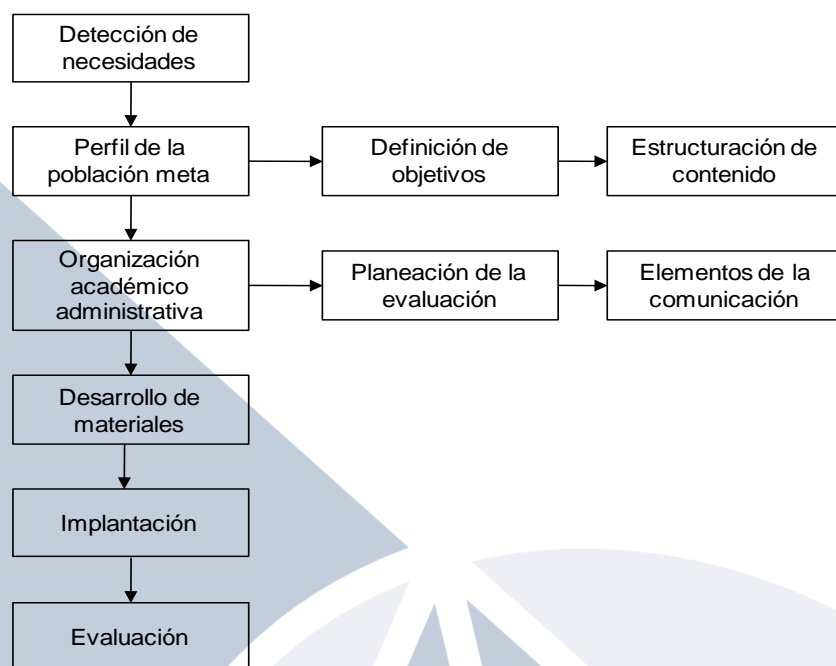 Detección de
necesidades
Perfil de la
población meta
Definición de
objetivos
Estructuración de
contenido
Organización
académico
administrativa
Planeación de la
evaluación
Elementos de la
comunicación
Desarrollo de
materiales
Implantación
Evaluación